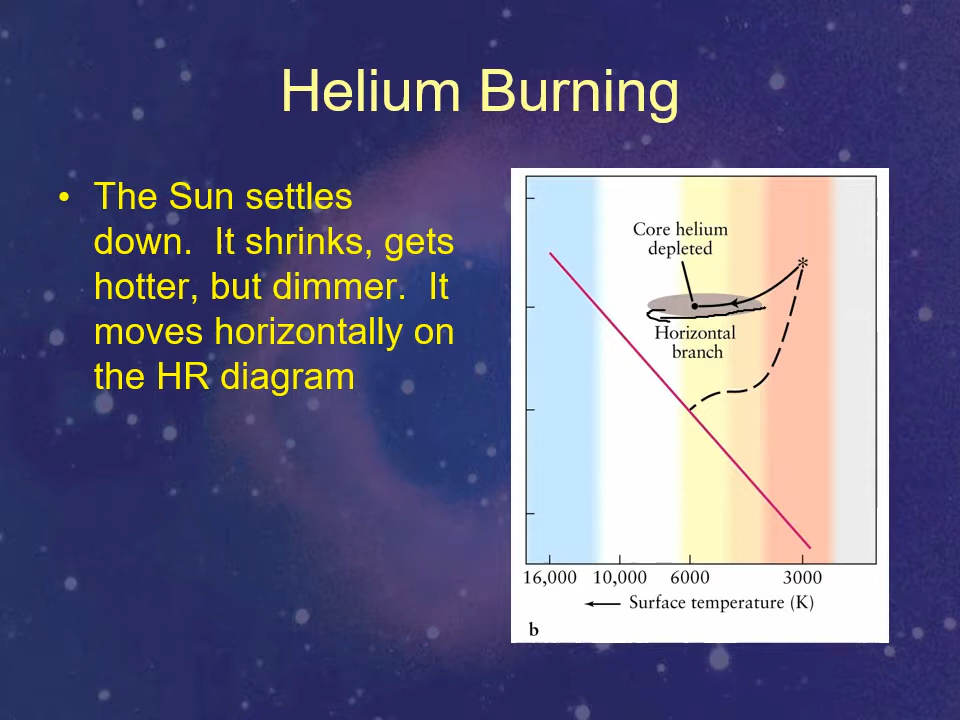 Helium Burning
• The Sun settles
down.  It shrinks, gets
hotter, but dimmer.  It
moves horizontally on
the HR diagram
Core helium
depleted
*
Horizontal
branch
16,000 10,000 6000 3000
Surface temperature (K)
b